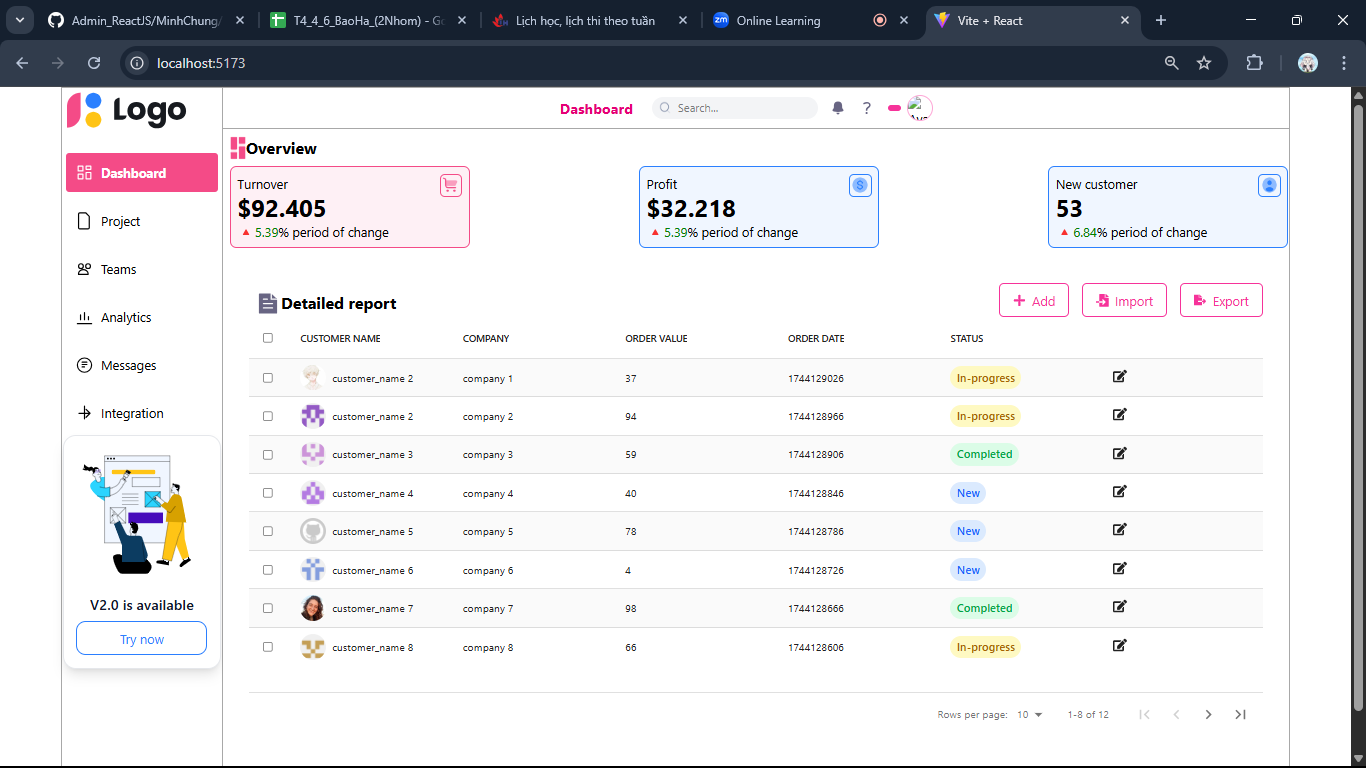 Admin_ReactJS/MinhChung/
T4_4_6_BaoHa_(2Nhom) - Go
Lịch học, lịch thi theo tuần
zm Online Learning
Vite + React
localhost:5173
Logo
Dashboard
Search...
?
Dashboard
Project
Teams
Analytics
Messages
Integration
V2.0 is available
Try now
Overview
Turnover
$92.405
5.39% period of change
Profit
$
$32.218
5.39% period of change
New customer
53
6.84% period of change
Detailed report
Add
Import
Export
CUSTOMER NAME COMPANY ORDER VALUE ORDER DATE STATUS
customer_name 2 company 1 37 1744129026 In-progress
customer_name 2 company 2 94 1744128966 In-progress
customer_name 3 company 3 59 1744128906 Completed
customer_name 4 company 4 40 1744128846 New
customer_name 5 company 5 78 1744128786 New
customer_name 6 company 6 4 1744128726 New
customer_name 7 company 7 98 1744128666 Completed
customer_name 8 company 8 66 1744128606 In-progress
Rows per page: 10 1-8 of 12